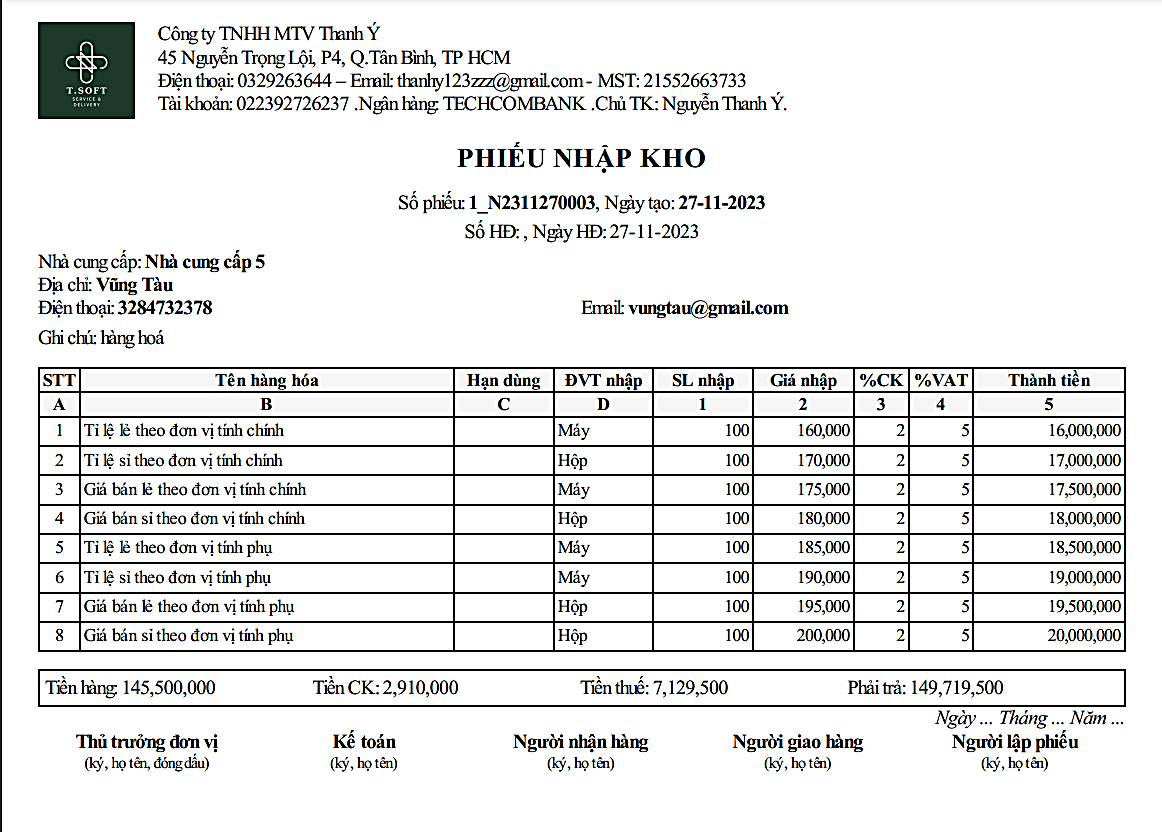 T.SOFT
SERVICE &
DELIVERY
Công ty TNHH MTV Thanh Ý
45 Nguyễn Trọng Lội, P4, Q.Tân Bình, TP HCM
Điện thoại: 0329263644 – Email: thanhy123zzz@gmail.com - MST: 21552663733
Tài khoản: 022392726237 .Ngân hàng: TECHCOMBANK .Chủ TK: Nguyễn Thanh Ý.
PHIẾU NHẬP KHO
Số phiếu: 1_N2311270003, Ngày tạo: 27-11-2023
Số HĐ: , Ngày HĐ: 27-11-2023
Nhà cung cấp: Nhà cung cấp 5
Địa chỉ: Vũng Tàu
Điện thoại: 3284732378 Email: vungtau@gmail.com
Ghi chú: hàng hoá
STT Tên hàng hóa Hạn dùng ĐVT nhập SL nhập Giá nhập %CK %VAT Thành tiền
A B C D 1 2 3 4 5
1 Tỉ lệ lẻ theo đơn vị tính chính Máy 100 160,000 2 5 16,000,000
2 Tỉ lệ sỉ theo đơn vị tính chính Hộp 100 170,000 2 5 17,000,000
3 Giá bán lẻ theo đơn vị tính chính Máy 100 175,000 2 5 17,500,000
4 Giá bán sỉ theo đơn vị tính chính Hộp 100 180,000 2 5 18,000,000
5 Tỉ lệ lẻ theo đơn vị tính phụ Máy 100 185,000 2 5 18,500,000
6 Tỉ lệ sỉ theo đơn vị tính phụ Máy 100 190,000 2 5 19,000,000
7 Giá bán lẻ theo đơn vị tính phụ Hộp 100 195,000 2 5 19,500,000
8 Giá bán sỉ theo đơn vị tính phụ Hộp 100 200,000 2 5 20,000,000
Tiền hàng: 145,500,000 Tiền CK: 2,910,000 Tiền thuế: 7,129,500 Phải trả: 149,719,500
Ngày ... Tháng ... Năm ...
Thủ trưởng đơn vị Kế toán Người nhận hàng Người giao hàng Người lập phiếu
(ký, họ tên, đóng dấu) (ký, họ tên) (ký, họ tên) (ký, họ tên) (ký, họ tên)